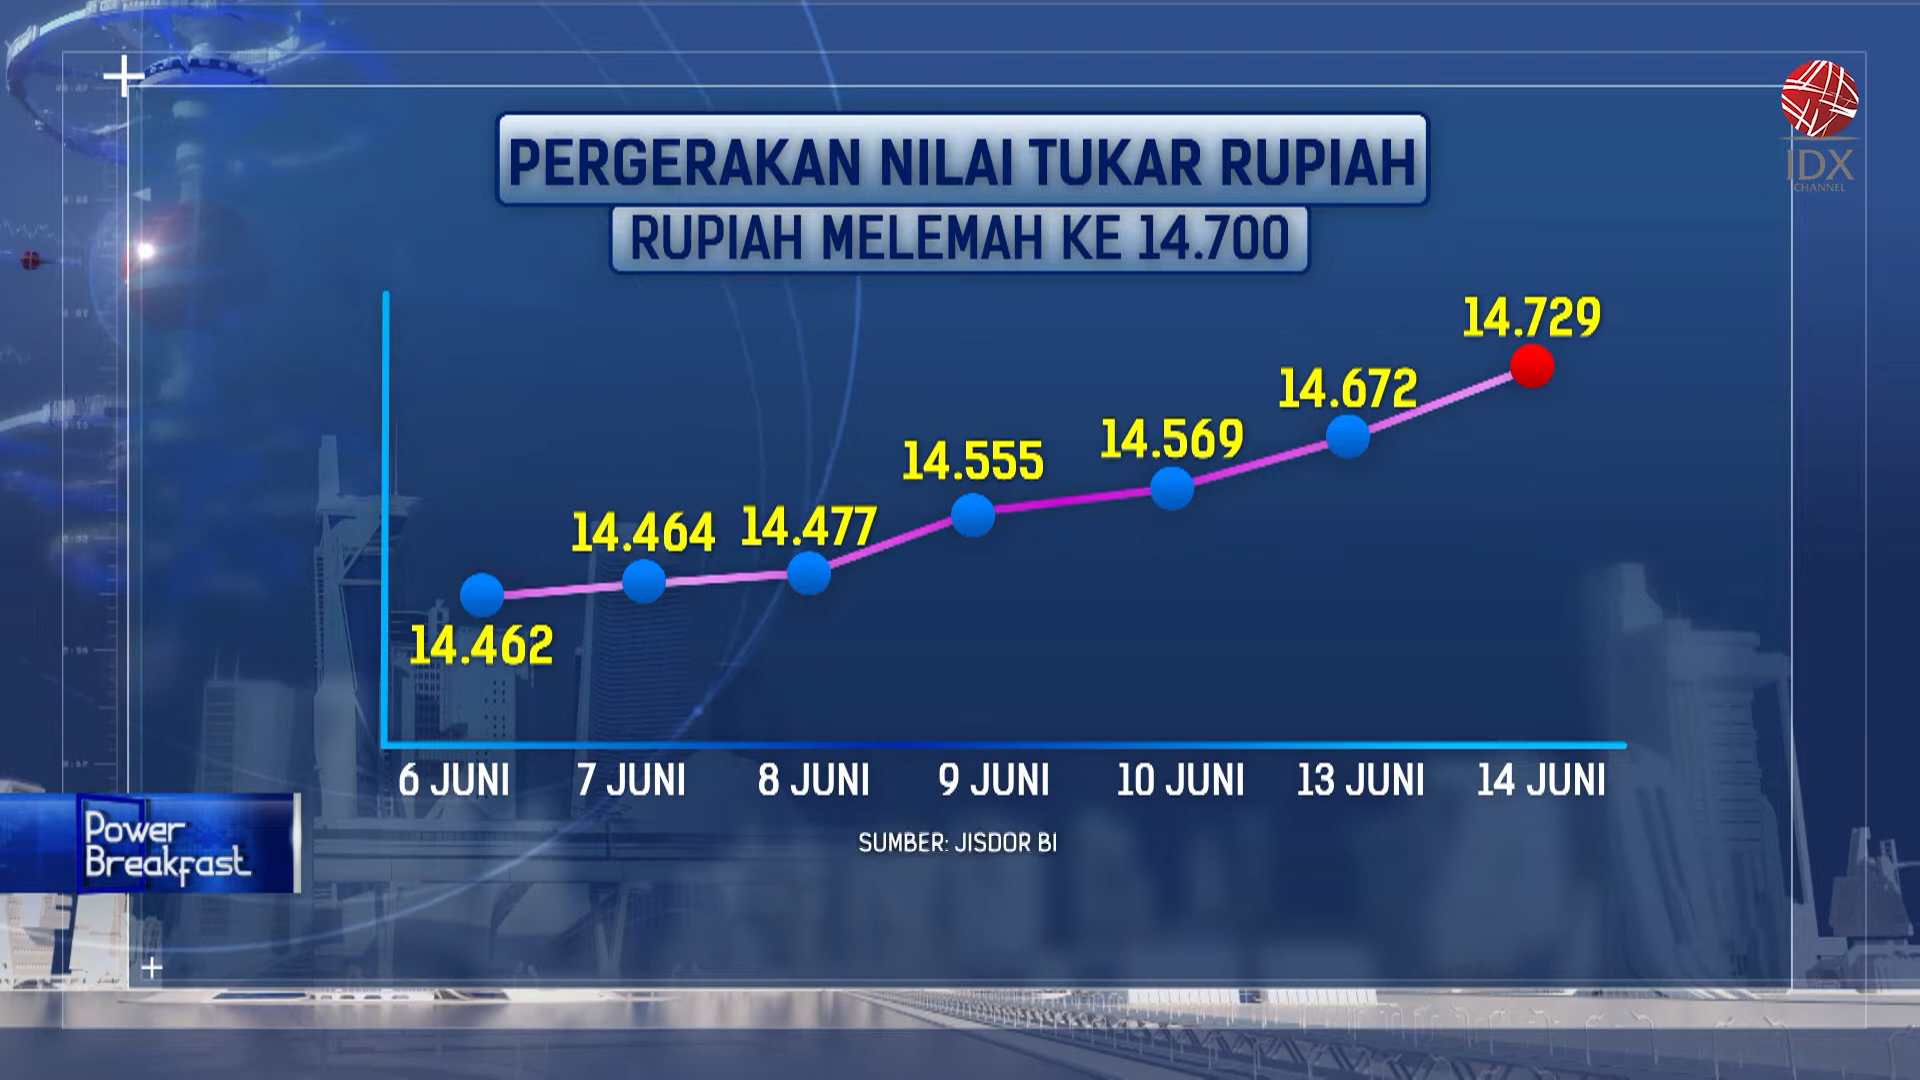 IDX
CHANNEL
PERGERAKAN NILAI TUKAR RUPIAH
RUPIAH MELEMAH KE 14.700
14.462
14.464
14.477
14.555
14.569
14.672
14.729
6 JUNI
7 JUNI
8 JUNI
9 JUNI
10 JUNI
13 JUNI
14 JUNI
SUMBER: JISDOR BI
Power
Breakfast